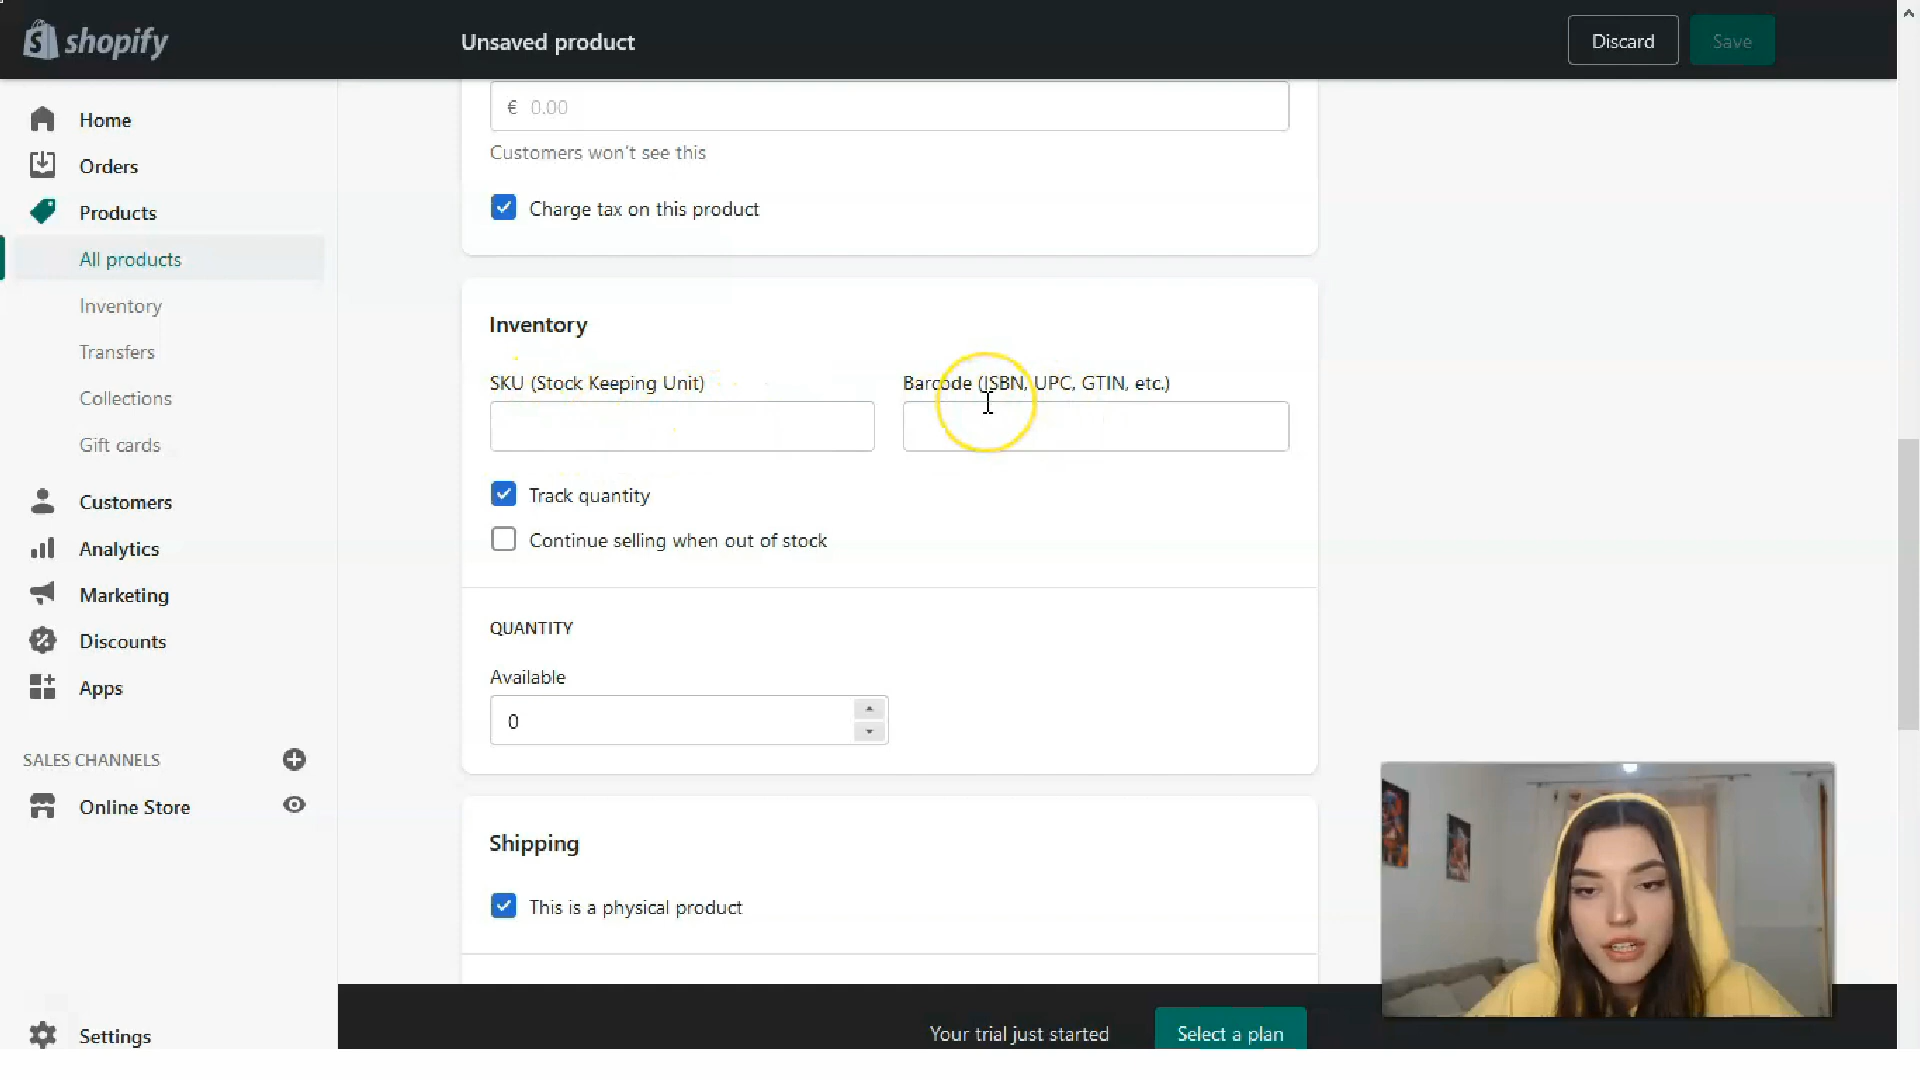 shopify
Unsaved product
Discard
Save
Home
Orders
Products
All products
Inventory
Transfers
Collections
Gift cards
Customers
Analytics
Marketing
Discounts
Apps
SALES CHANNELS
Online Store
Settings
€ 0.00
Customers won't see this
Charge tax on this product
Inventory
SKU (Stock Keeping Unit)
Barcode (ISBN, UPC, GTIN, etc.)
Track quantity
Continue selling when out of stock
QUANTITY
Available
0
Shipping
This is a physical product
Your trial just started
Select a plan